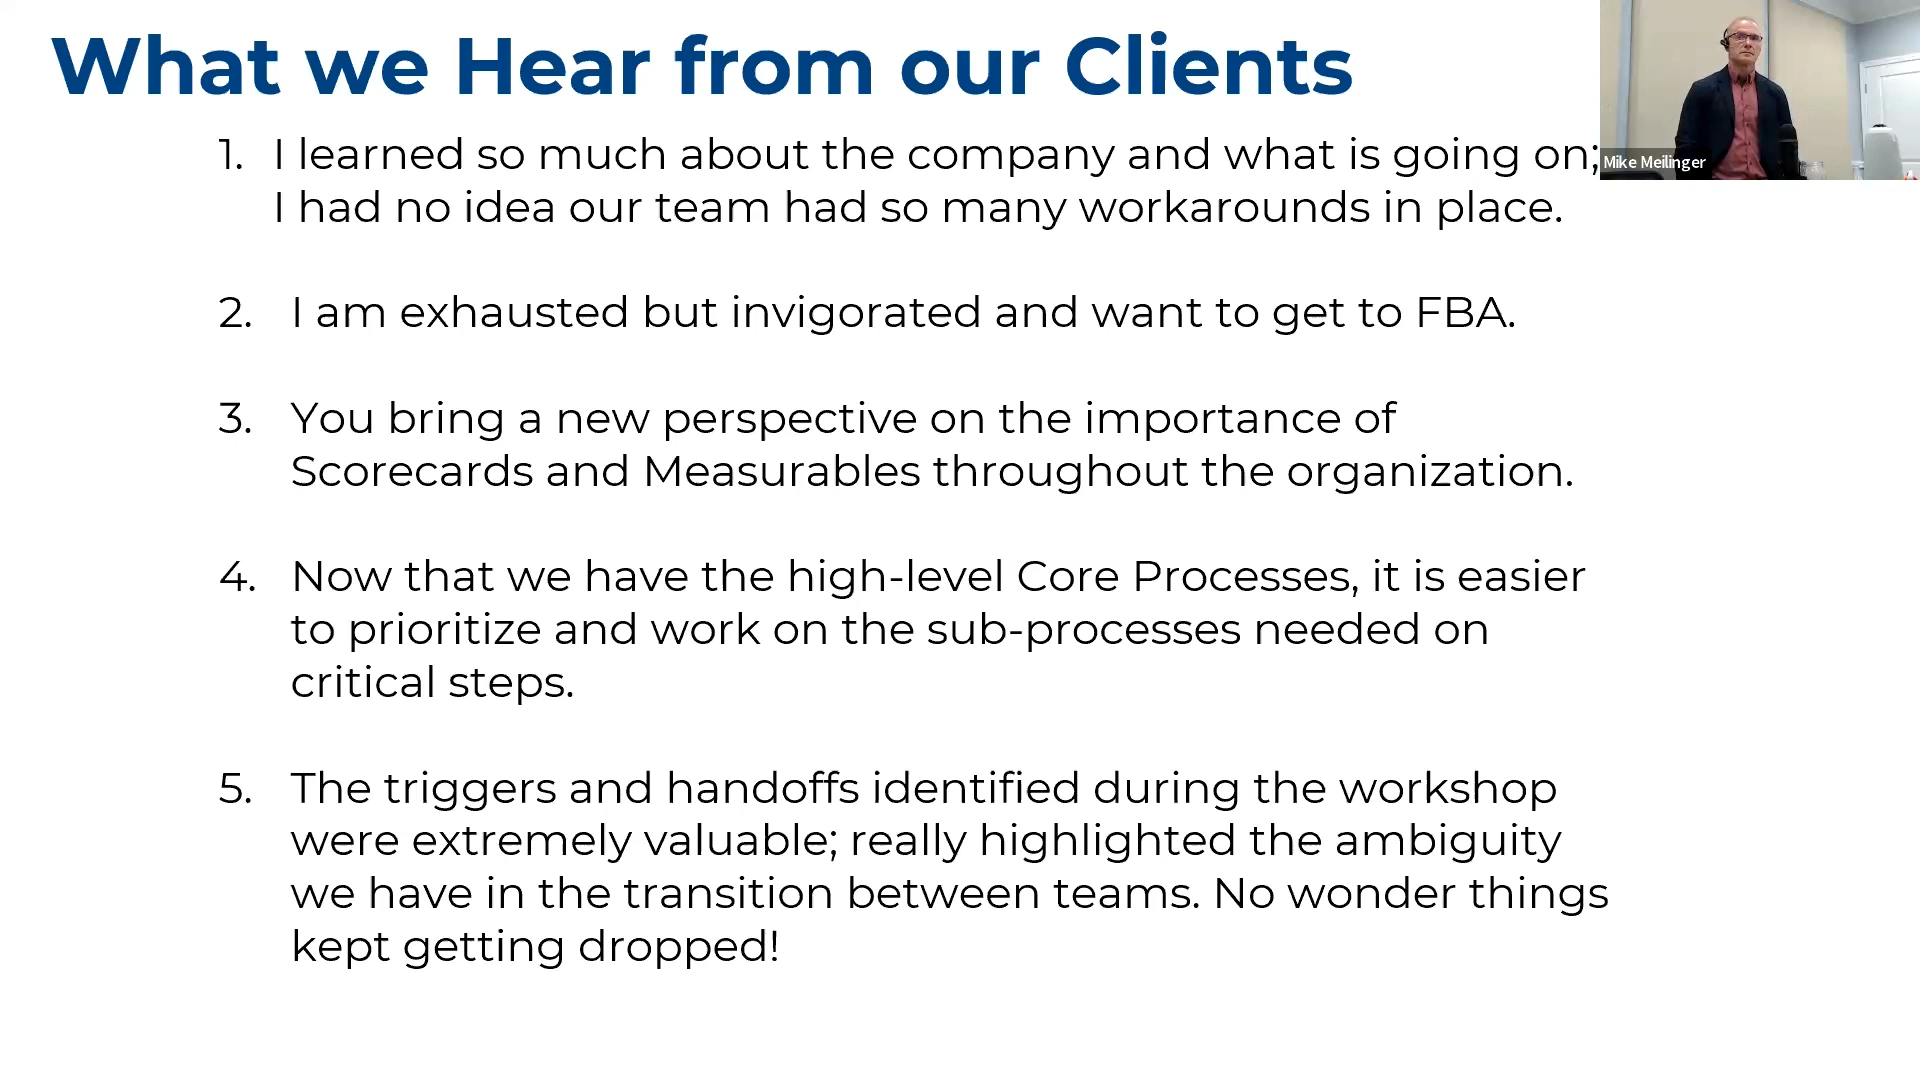 What we Hear from our Clients
1. I learned so much about the company and what is going on;
I had no idea our team had so many workarounds in place.
Mike Meilinger
2. I am exhausted but invigorated and want to get to FBA.
3. You bring a new perspective on the importance of
Scorecards and Measurables throughout the organization.
4. Now that we have the high-level Core Processes, it is easier
to prioritize and work on the sub-processes needed on
critical steps.
5. The triggers and handoffs identified during the workshop
were extremely valuable; really highlighted the ambiguity
we have in the transition between teams. No wonder things
kept getting dropped!